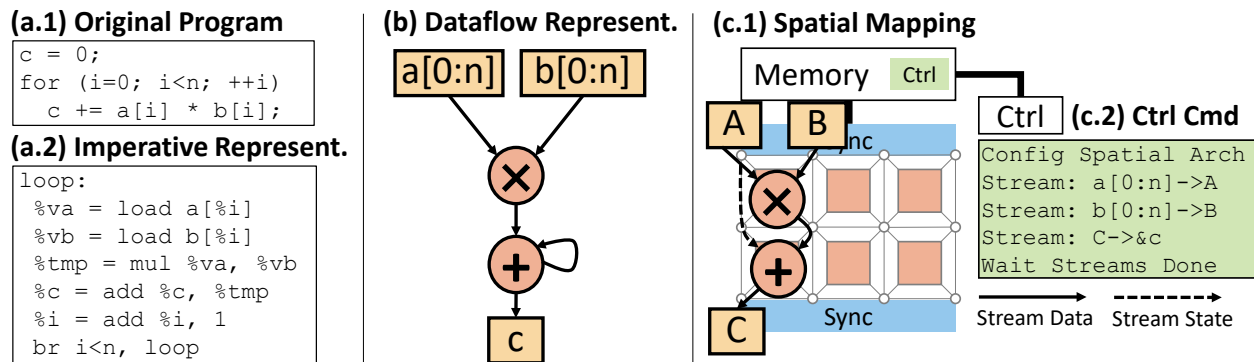 (a.1) Original Program
c = 0;
for (i=0; i<n; ++i)
c += a[i] * b[i];
(a.2) Imperative Represent.
loop:
%va = load a[%i]
%vb = load b[%i]
%tmp = mul %va, %vb
%c = add %c, %tmp
%i = add %i, 1
br i<n, loop
(b) Dataflow Represent.
a[0:n] b[0:n]
×
+
c
(c.1) Spatial Mapping
Memory Ctrl
A B
Sync
×
+
C
Sync
Ctrl (c.2) Ctrl Cmd
Config Spatial Arch
Stream: a[0:n]->A
Stream: b[0:n]->B
Stream: C->&c
Wait Streams Done
Stream Data Stream State